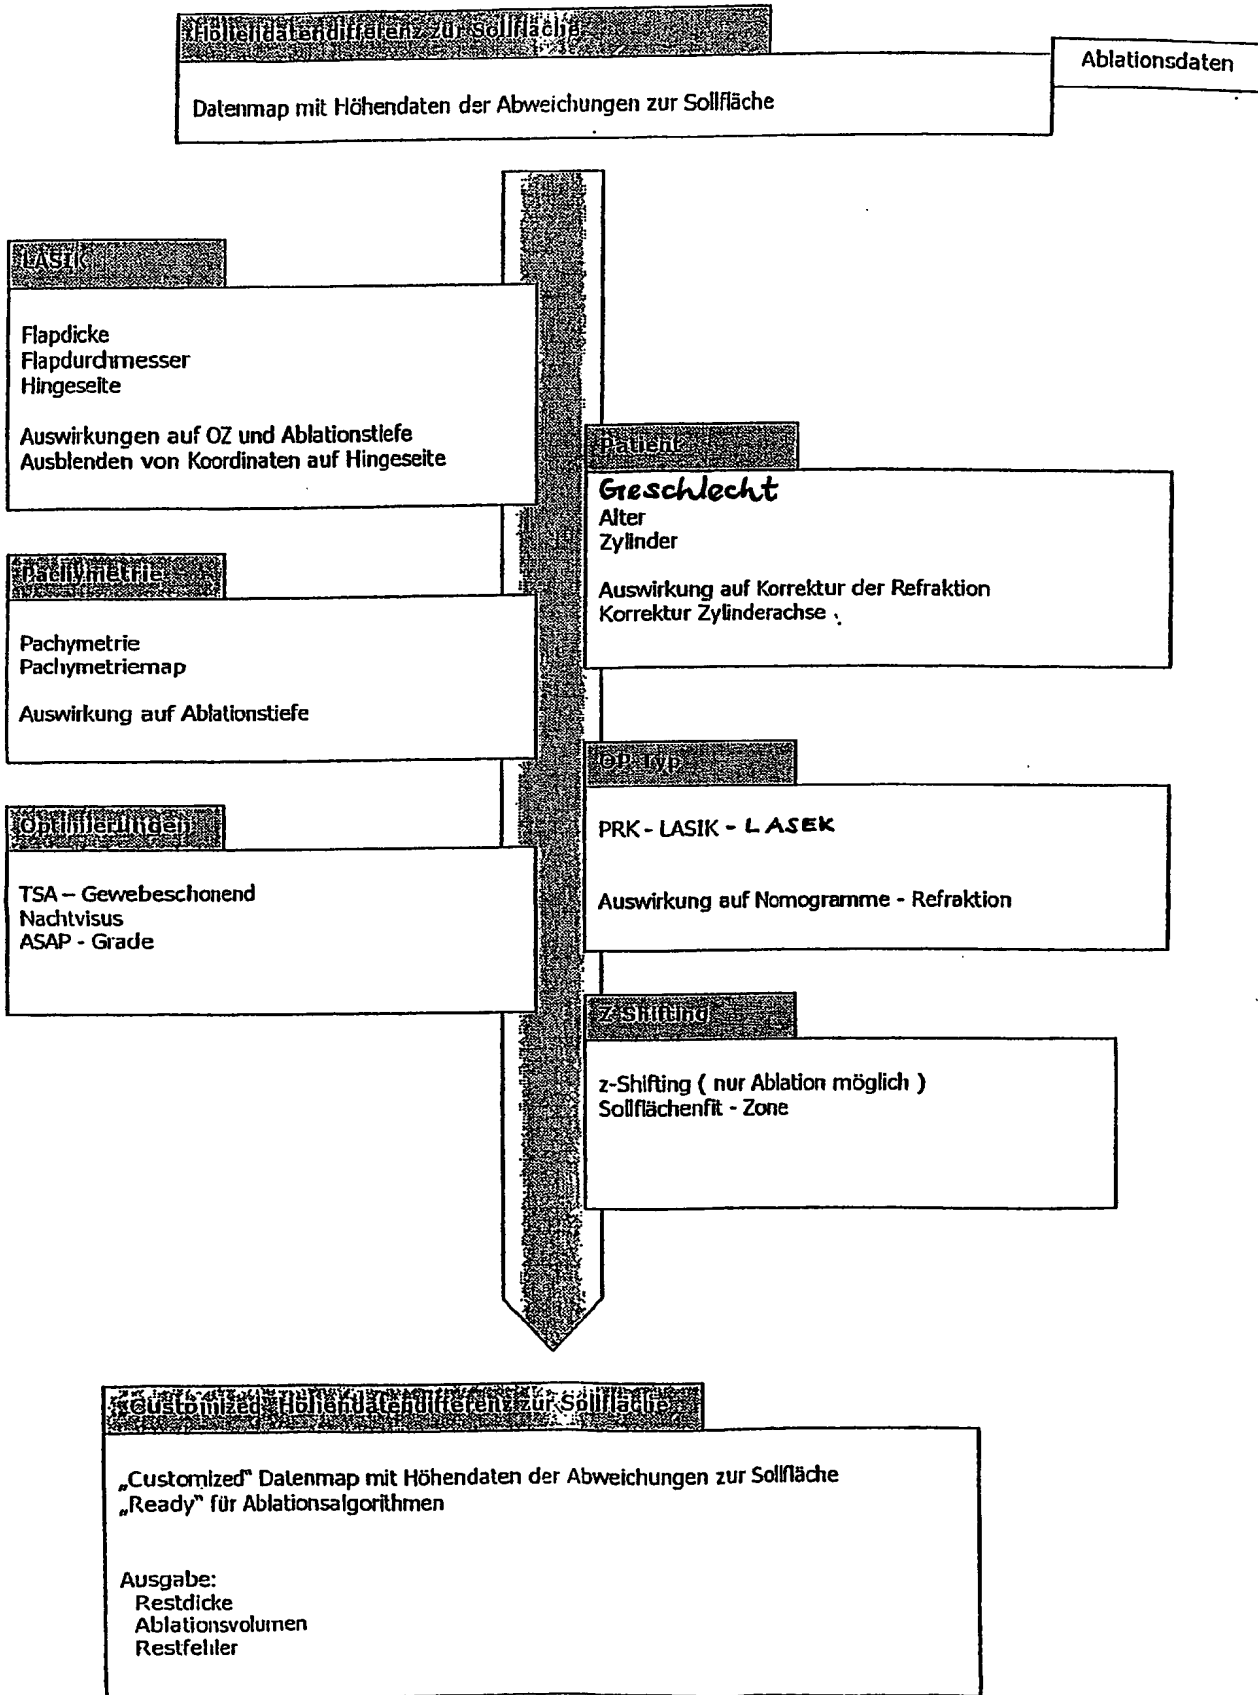 Höhendatendifferenz zur Sollfläche
Ablationsdaten
Datenmap mit Höhendaten der Abweichungen zur Sollfläche
LASIK
Flapdicke
Flapdurchmesser
Hingeseite
Auswirkungen auf OZ und Ablationstiefe
Ausblenden von Koordinaten auf Hingeseite
Patient
Geschlecht
Alter
Zylinder
Auswirkung auf Korrektur der Refraktion
Korrektur Zylinderachse
Pachymetrie
Pachymetrie
Pachymetriemap
Auswirkung auf Ablationstiefe
OP Typ
PRK - LASIK - LASEK
Auswirkung auf Nomogramme - Refraktion
Optimierungen
TSA – Gewebeschonend
Nachtvisus
ASAP - Grade
Z-Shifting
z-Shifting ( nur Ablation möglich )
Sollflächenfit - Zone
„Customized" Höhendatendifferenz zur Sollfläche
„Customized" Datenmap mit Höhendaten der Abweichungen zur Sollfläche
„Ready" für Ablationsalgorithmen
Ausgabe:
Restdicke
Ablationsvolumen
Restfehler